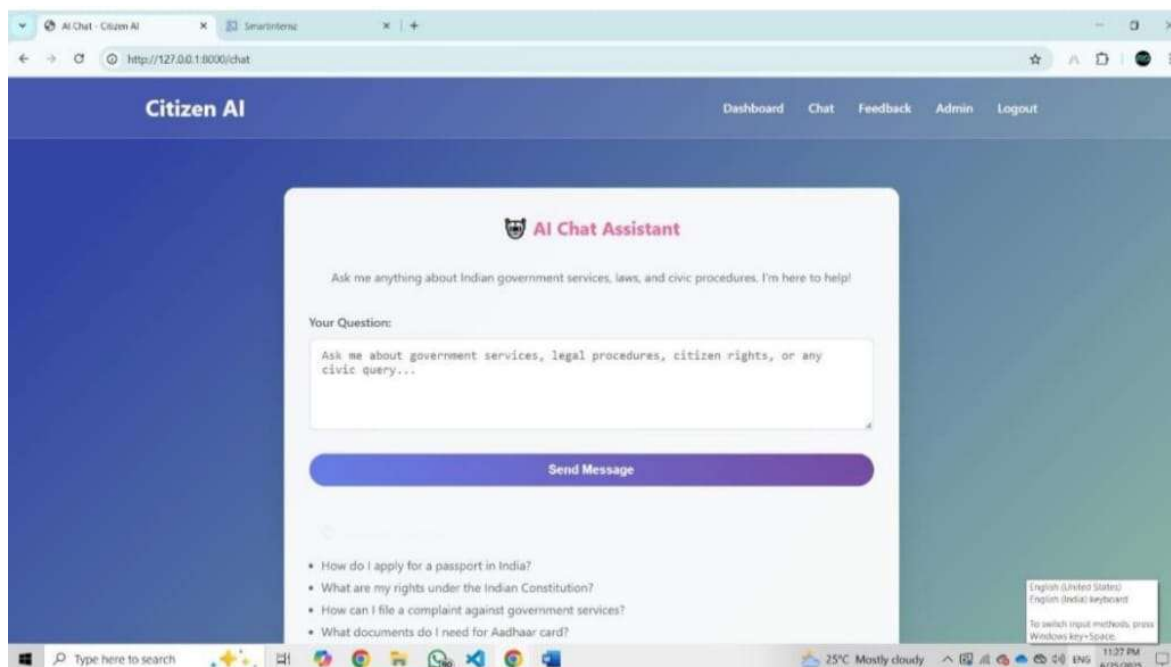 AI Chat - Citizen AI
Smartinternz
http://127.0.0.1:8000/chat
Citizen AI
Dashboard Chat Feedback Admin Logout
AI Chat Assistant
Ask me anything about Indian government services, laws, and civic procedures. I'm here to help!
Your Question:
Ask me about government services, legal procedures, citizen rights, or any
civic query...
Send Message
• How do I apply for a passport in India?
• What are my rights under the Indian Constitution?
• How can I file a complaint against government services?
• What documents do I need for Aadhaar card?
English (United States)
English (India) keyboard
To switch input methods, press
Windows key+Space.
Type here to search
25°C Mostly cloudy
ENG
11:27 PM